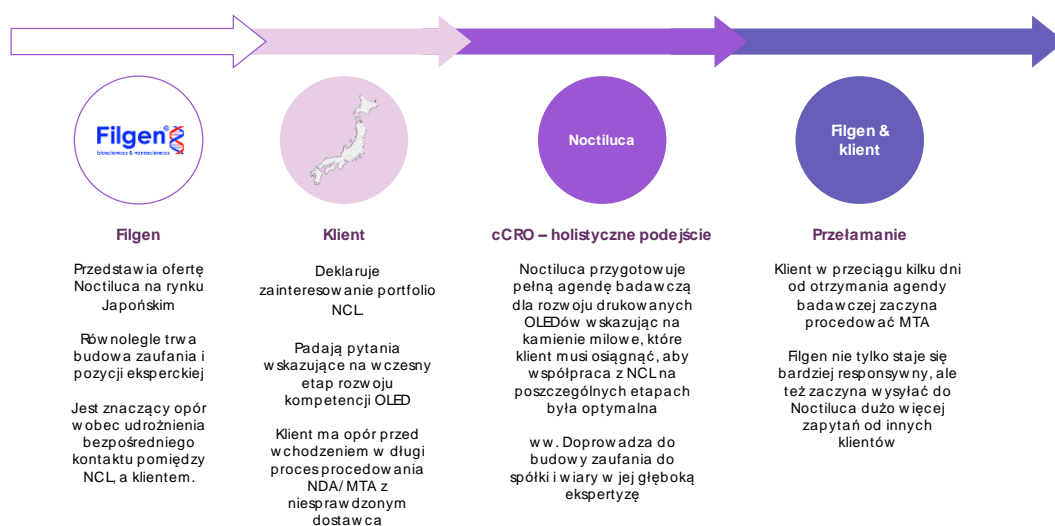 Filgen
biosciences & nanosciences
Noctiluca
Filgen &
klient
Filgen
Przedstawia ofertę
Noctiluca na rynku
Japońskim
Równolegle trwa
budowa zaufania i
pozycji eksperckiej
Jest znaczący opór
wobec udrożnienia
bezpośredniego
kontaktu pomiędzy
NCL, a klientem.
Klient
Deklaruje
zainteresowanie portfolio
NCL.
Padają pytania
wskazujące na wczesny
etap rozwoju
kompetencji OLED
Klient ma opór przed
wchodzeniem w długi
proces procedowania
NDA/ MTA z
niesprawdzonym
dostawca
cCRO – holistyczne podejście
Noctiluca przygotowuje
pełną agendę badawczą
dla rozwoju drukowanych
OLEDów wskazując na
kamienie milowe, które
klient musi osiągnąć, aby
współpraca z NCL na
poszczególnych etapach
była optymalna
ww. Doprowadza do
budowy zaufania do
spółki i wiary w jej głęboką
ekspertyzę
Przełamanie
Klient w przeciągu kilku dni
od otrzymania agendy
badawczej zaczyna
procedować MTA
Filgen nie tylko staje się
bardziej responsywny, ale
też zaczyna wysyłać do
Noctiluca dużo więcej
zapytań od innych
klientów